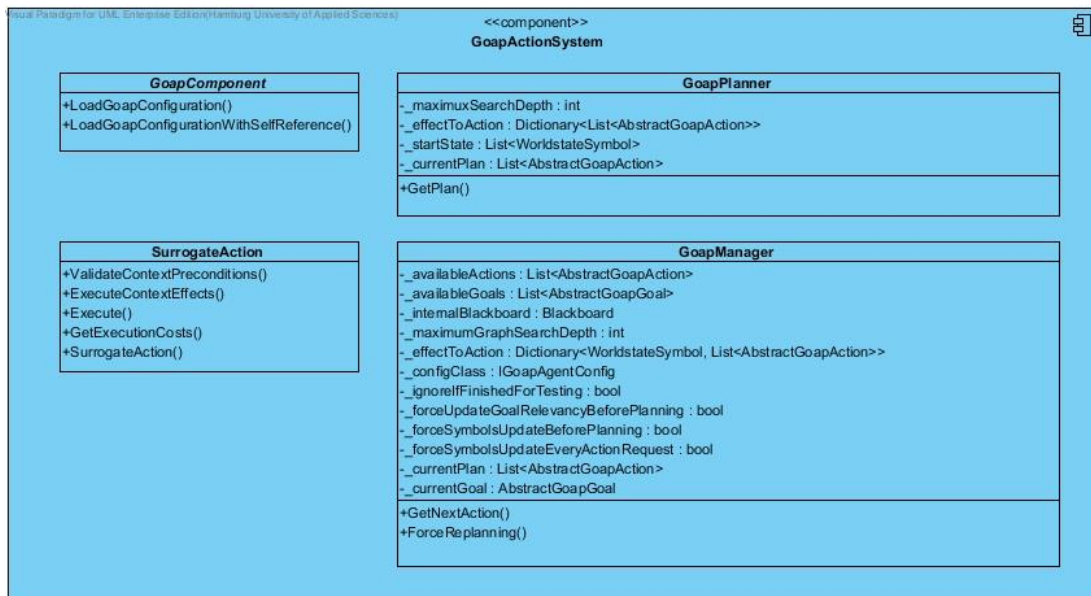 Visual Paradigm for UML Enterprise Edition(Hamburg University of Applied Sciences)
<<component>>
GoapActionSystem
GoapComponent
+LoadGoapConfiguration()
+LoadGoapConfigurationWithSelfReference()
GoapPlanner
-_maximuxSearchDepth : int
-_effectToAction : Dictionary<List<AbstractGoapAction>>
-_startState : List<WorldstateSymbol>
-_currentPlan : List<AbstractGoapAction>
+GetPlan()
SurrogateAction
+ValidateContextPreconditions()
+ExecuteContextEffects()
+Execute()
+GetExecutionCosts()
+SurrogateAction()
GoapManager
-_availableActions : List<AbstractGoapAction>
-_availableGoals : List<AbstractGoapGoal>
-_internalBlackboard : Blackboard
-_maximumGraphSearchDepth : int
-_effectToAction : Dictionary<WorldstateSymbol, List<AbstractGoapAction>>
-_configClass : IGoapAgentConfig
-_ignoreIfFinishedForTesting : bool
-_forceUpdateGoalRelevancyBeforePlanning : bool
-_forceSymbolsUpdateBeforePlanning : bool
-_forceSymbolsUpdateEveryActionRequest : bool
-_currentPlan : List<AbstractGoapAction>
-_currentGoal : AbstractGoapGoal
+GetNextAction()
+ForceReplanning()